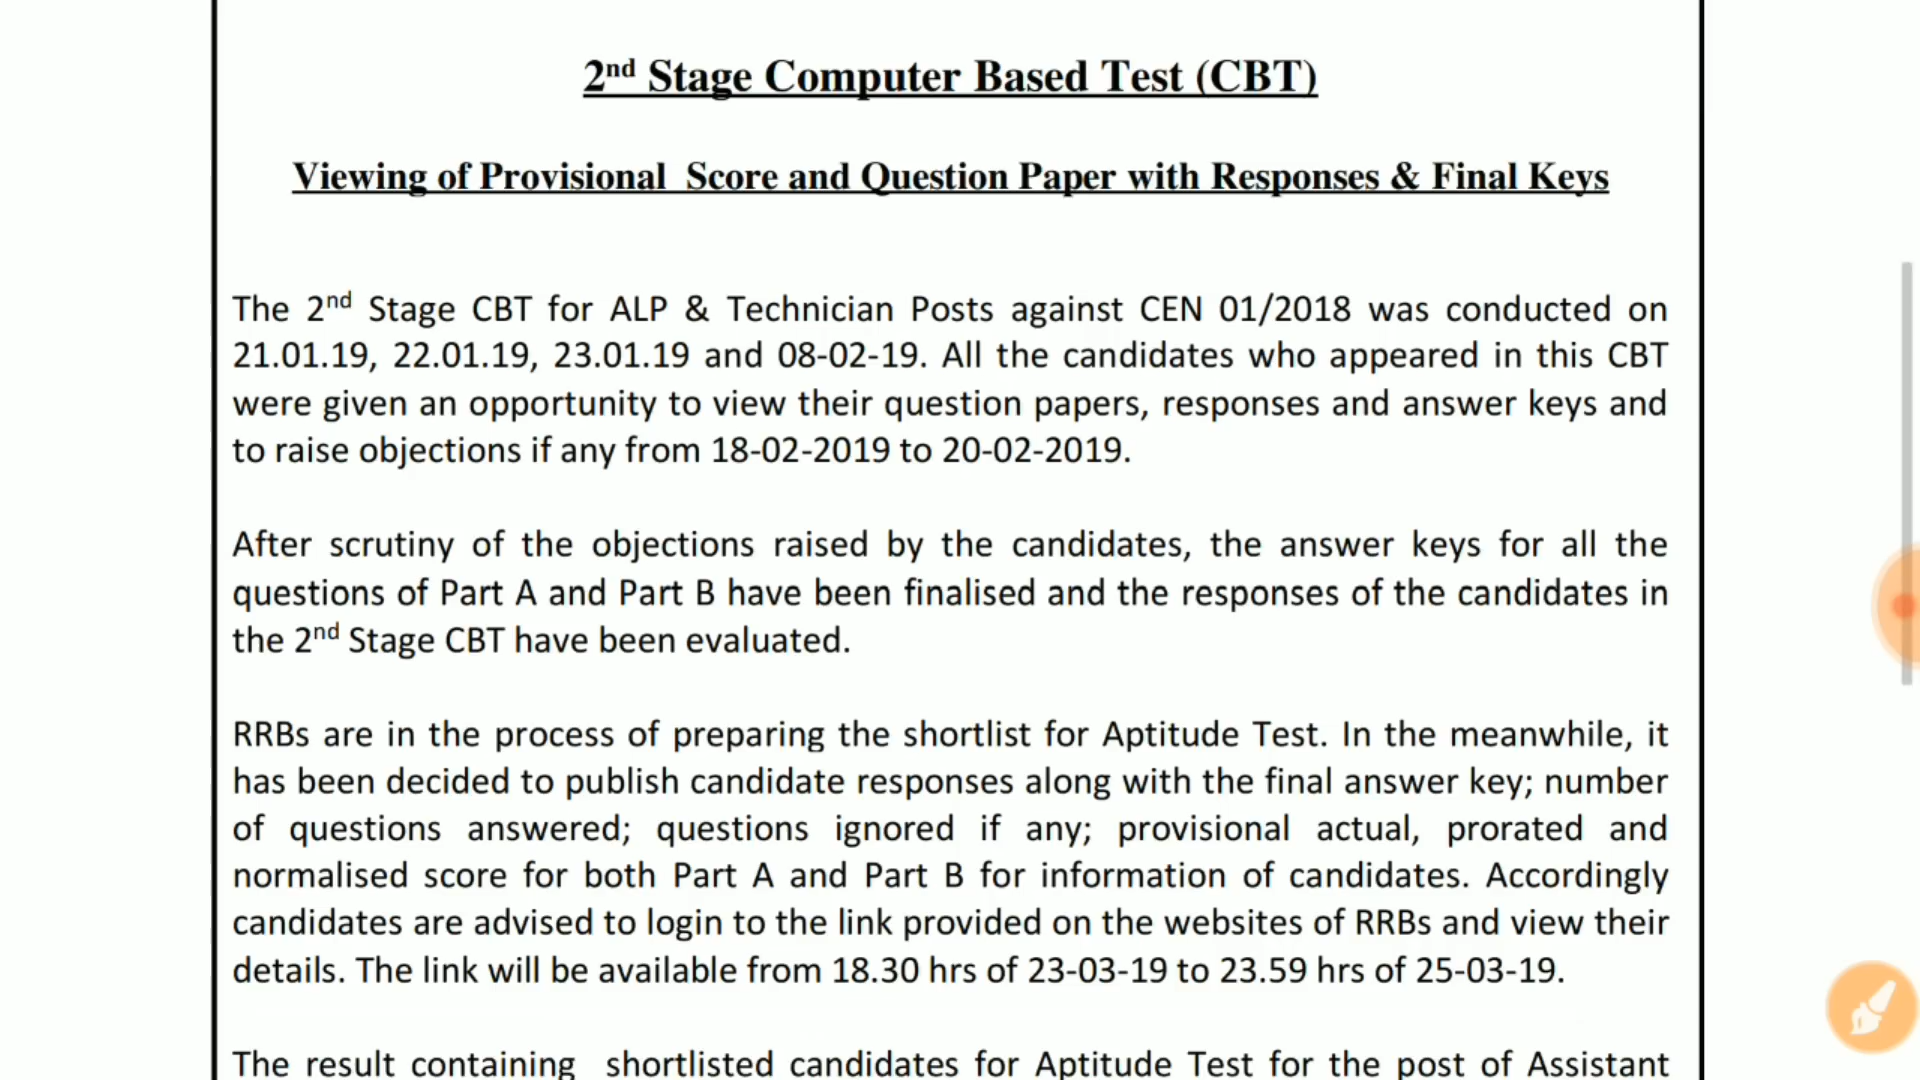 2nd Stage Computer Based Test (CBT)
Viewing of Provisional Score and Question Paper with Responses & Final Keys
The 2nd Stage CBT for ALP & Technician Posts against CEN 01/2018 was conducted on
21.01.19, 22.01.19, 23.01.19 and 08-02-19. All the candidates who appeared in this CBT
were given an opportunity to view their question papers, responses and answer keys and
to raise objections if any from 18-02-2019 to 20-02-2019.
After scrutiny of the objections raised by the candidates, the answer keys for all the
questions of Part A and Part B have been finalised and the responses of the candidates in
the 2nd Stage CBT have been evaluated.
RRBs are in the process of preparing the shortlist for Aptitude Test. In the meanwhile, it
has been decided to publish candidate responses along with the final answer key; number
of questions answered; questions ignored if any; provisional actual, prorated and
normalised score for both Part A and Part B for information of candidates. Accordingly
candidates are advised to login to the link provided on the websites of RRBs and view their
details. The link will be available from 18.30 hrs of 23-03-19 to 23.59 hrs of 25-03-19.
The result containing shortlisted candidates for Aptitude Test for the post of Assistant